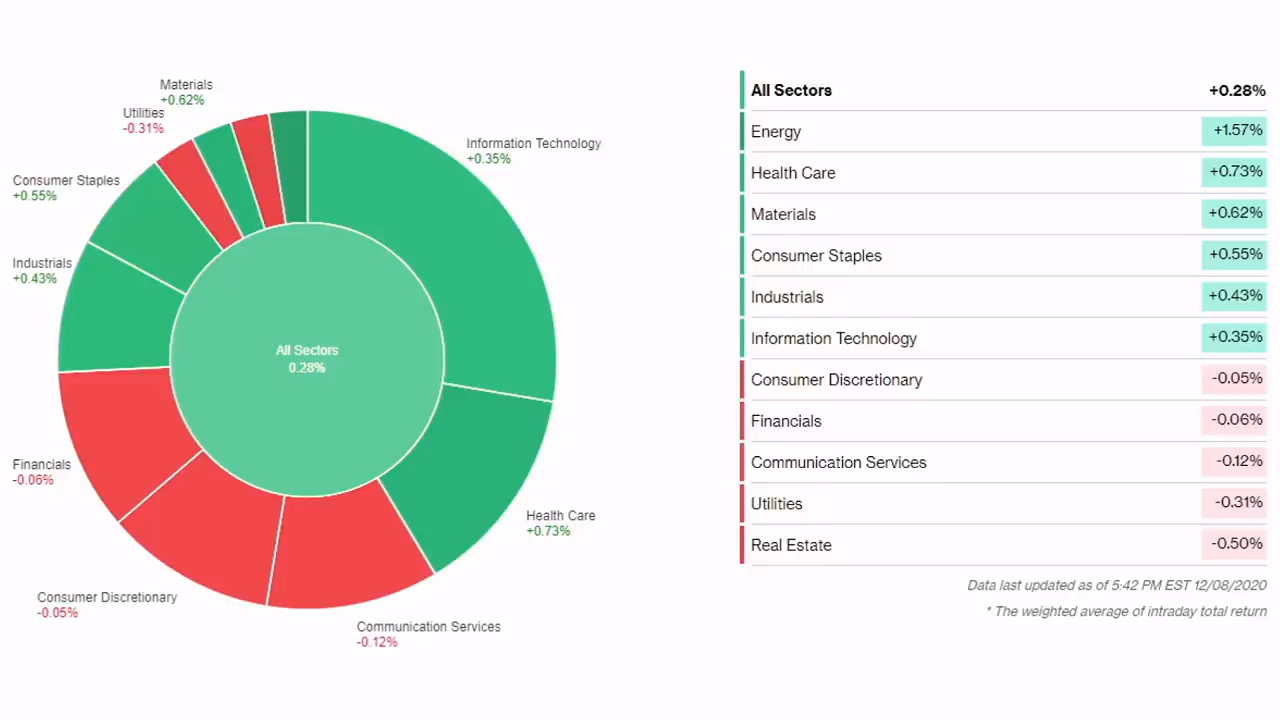 Materials
+0.62%
Utilities
-0.31%
Information Technology
+0.35%
Consumer Staples
+0.55%
Industrials
+0.43%
All Sectors
0.28%
Financials
-0.06%
Health Care
+0.73%
Consumer Discretionary
-0.05%
Communication Services
-0.12%
All Sectors +0.28%
Energy +1.57%
Health Care +0.73%
Materials +0.62%
Consumer Staples +0.55%
Industrials +0.43%
Information Technology +0.35%
Consumer Discretionary -0.05%
Financials -0.06%
Communication Services -0.12%
Utilities -0.31%
Real Estate -0.50%
Data last updated as of 5:42 PM EST 12/08/2020
* The weighted average of intraday total return